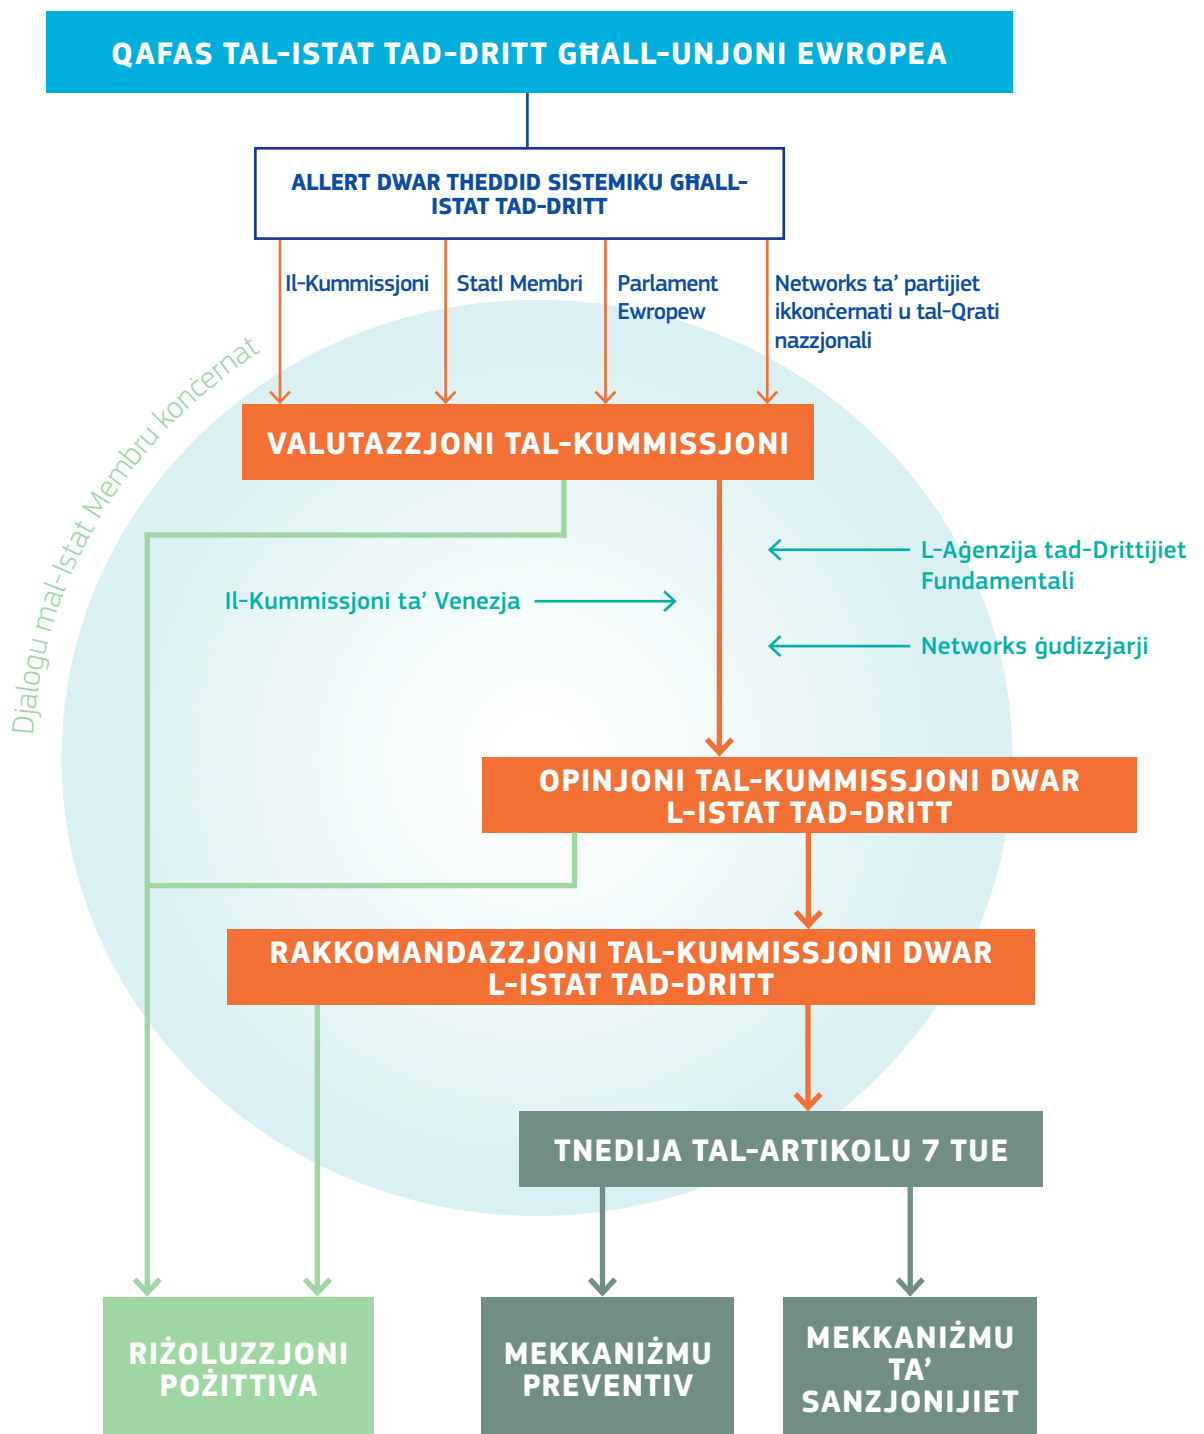 QAFAS TAL-ISTAT TAD-DRITT GĦALL-UNJONI EWROPEA
ALLERT DWAR THEDDID SISTEMIKU GĦALL-
ISTAT TAD-DRITT
Il-Kummissjoni
StatI Membri
Parlament
Ewropew
Networks ta’ partijiet
ikkonċernati u tal-Qrati
nazzjonali
Djalogu mal-Istat Membru konċernat
VALUTAZZJONI TAL-KUMMISSJONI
L-Aġenzija tad-Drittijiet
Fundamentali
Il-Kummissjoni ta’ Venezja
Networks ġudizzjarji
OPINJONI TAL-KUMMISSJONI DWAR
L-ISTAT TAD-DRITT
RAKKOMANDAZZJONI TAL-KUMMISSJONI DWAR
L-ISTAT TAD-DRITT
TNEDIJA TAL-ARTIKOLU 7 TUE
RIŻOLUZZJONI
POŻITTIVA
MEKKANIŻMU
PREVENTIV
MEKKANIŻMU
TA’
SANZJONIJIET